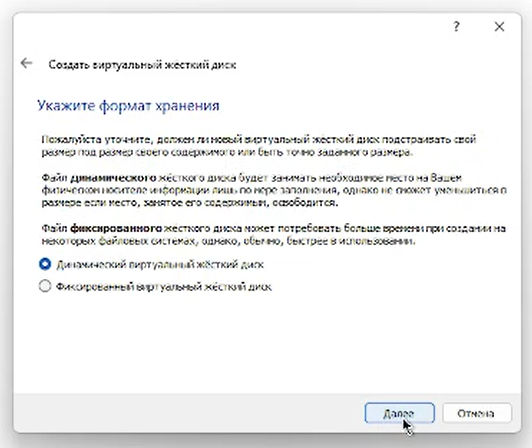 ?
Создать виртуальный жёсткий диск
Укажите формат хранения
Пожалуйста уточните, должен ли новый виртуальный жёсткий диск подстраивать свой
размер под размер своего содержимого или быть точно заданного размера.
Файл динамического жёсткого диска будет занимать необходимое место на Вашем
физическом носителе информации лишь по мере заполнения, однако не сможет уменьшиться в
размере если место, занятое его содержимым, освободится.
Файл фиксированного жёсткого диска может потребовать больше времени при создании на
некоторых файловых системах, однако, обычно, быстрее в использовании.
Динамический виртуальный жёсткий диск
Фиксированный виртуальный жёсткий диск
Далее
Отмена